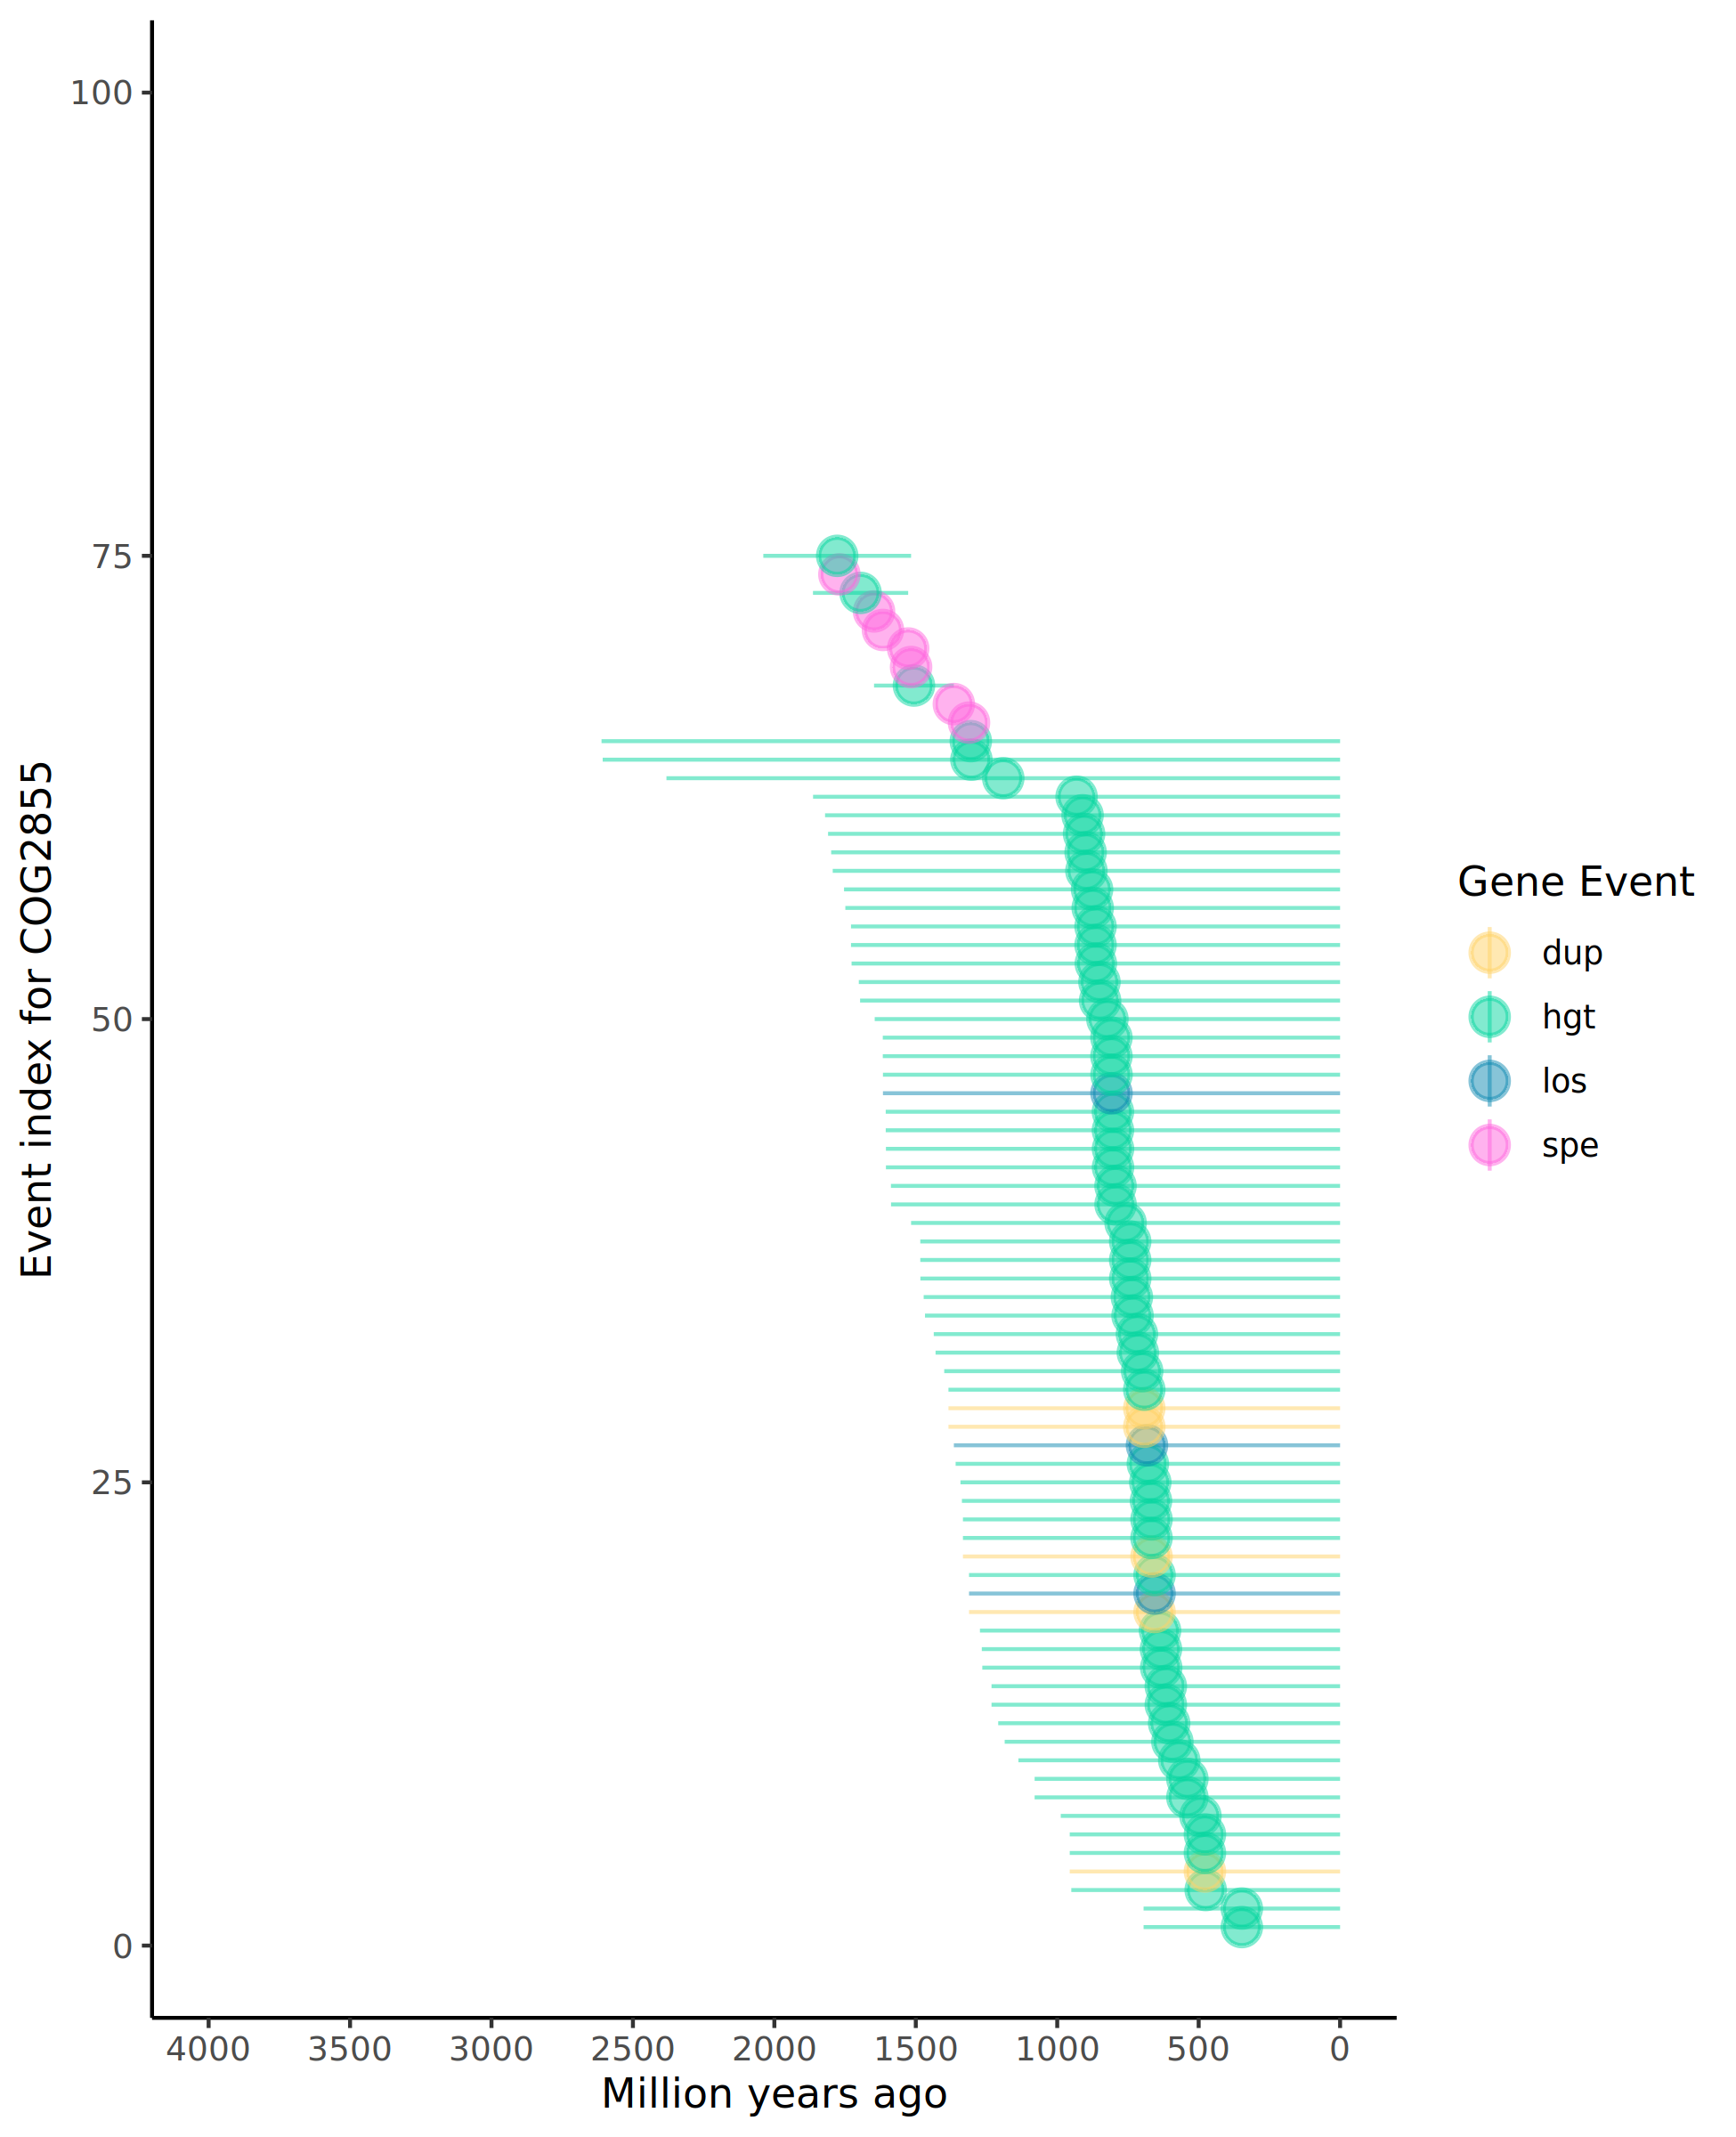 100
75
50
25
0
Event index for COG2855
4000 3500 3000 2500 2000 1500 1000 500 0
Million years ago
Gene Event
dup
hgt
los
spe